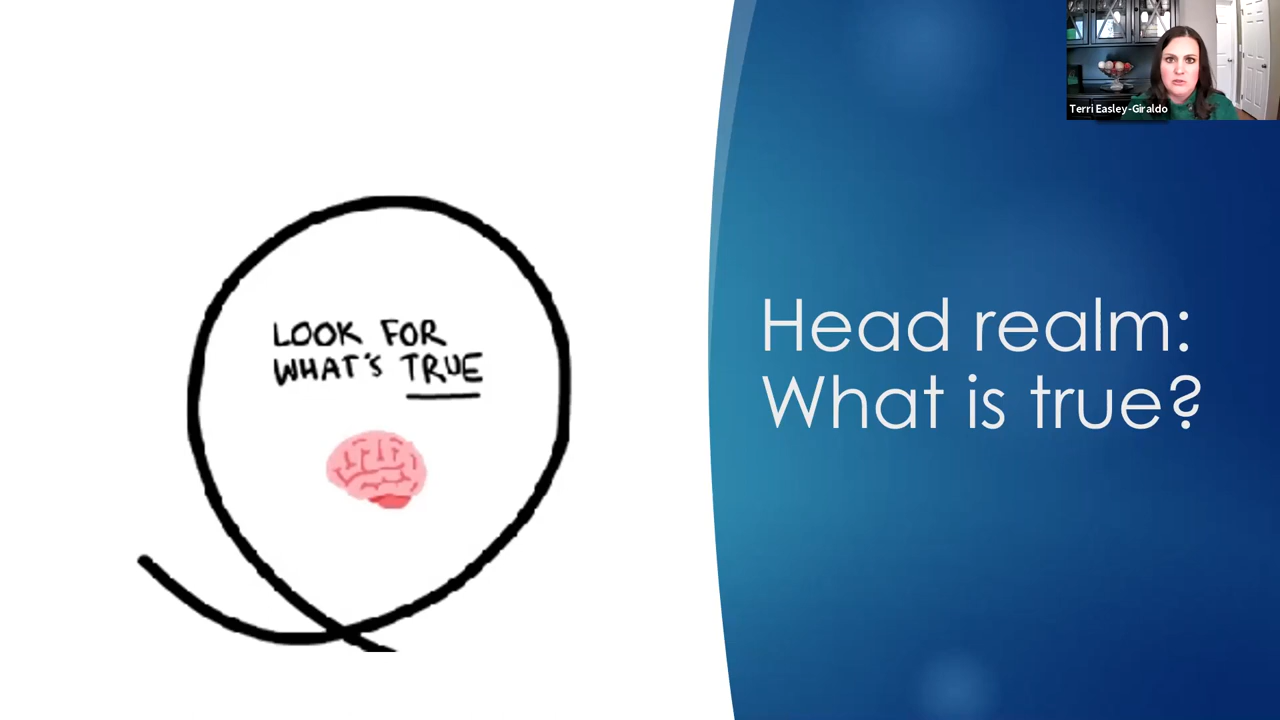 Terri Easley-Giraldo
LOOK FOR
WHAT'S TRUE
Head realm:
What is true?